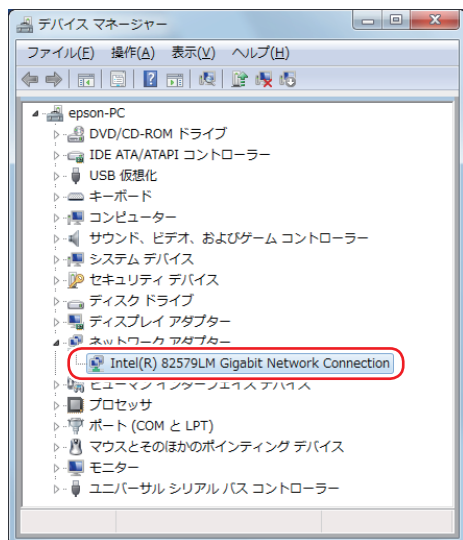 デバイス マネージャー
ファイル(F) 操作(A) 表示(V) ヘルプ(H)
epson-PC
DVD/CD-ROM ドライブ
IDE ATA/ATAPI コントローラー
USB 仮想化
キーボード
コンピューター
サウンド、ビデオ、およびゲーム コントローラー
システム デバイス
セキュリティ デバイス
ディスク ドライブ
ディスプレイ アダプター
ネットワーク アダプター
Intel(R) 82579LM Gigabit Network Connection
ヒューマン インターフェイス デバイス
プロセッサ
ポート (COM と LPT)
マウスとそのほかのポインティング デバイス
モニター
ユニバーサル シリアル バス コントローラー